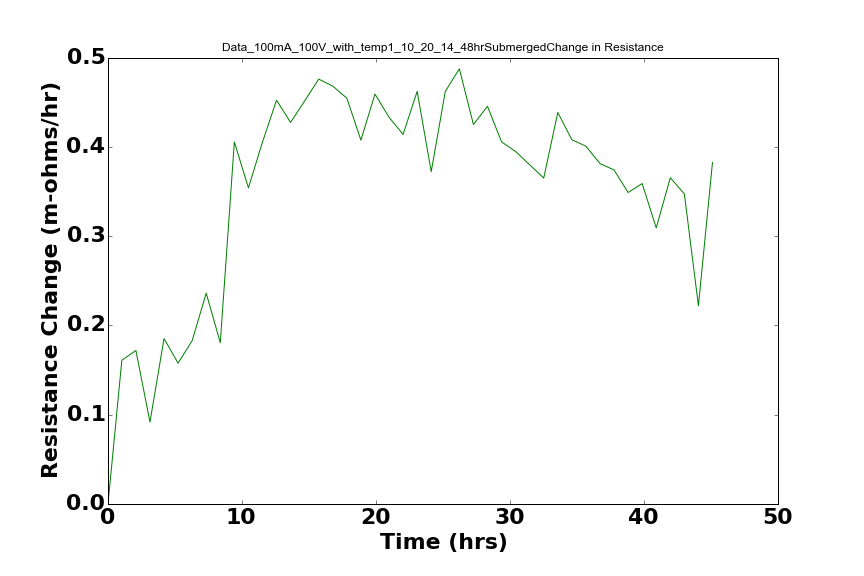 Data_100mA_100V_with_temp1_10_20_14_48hrSubmergedChange in Resistance
Resistance Change (m-ohms/hr)
0.5
0.4
0.3
0.2
0.1
0.0
0 10 20 30 40 50
Time (hrs)